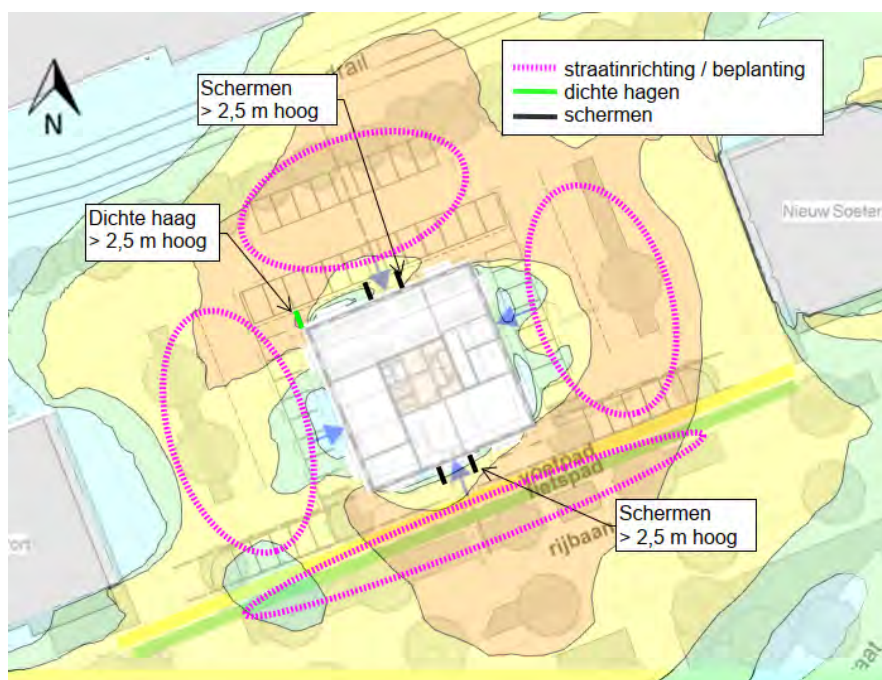 Schermen
> 2,5 m hoog
straatinrichting / beplanting
dichte hagen
schermen
N
Dichte haag
> 2,5 m hoog
Nieuw Soeter
voetpad
fietspad
rijbaan
Schermen
> 2,5 m hoog